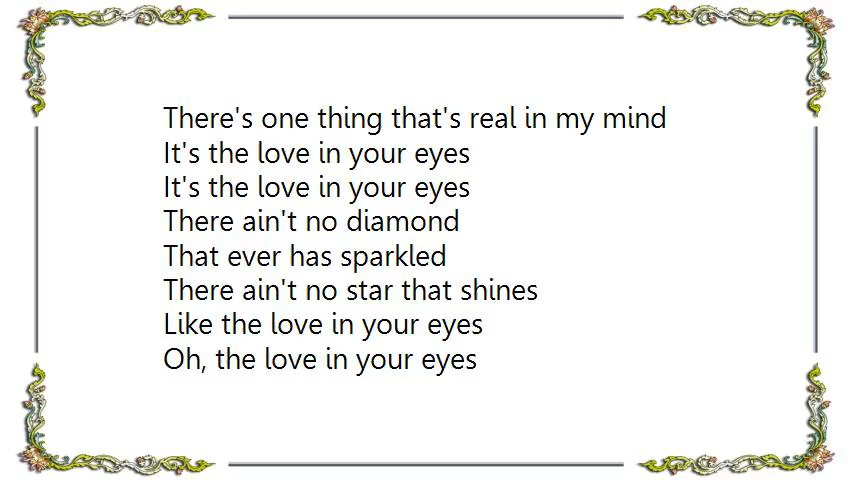 There's one thing that's real in my mind
It's the love in your eyes
It's the love in your eyes
There ain't no diamond
That ever has sparkled
There ain't no star that shines
Like the love in your eyes
Oh, the love in your eyes